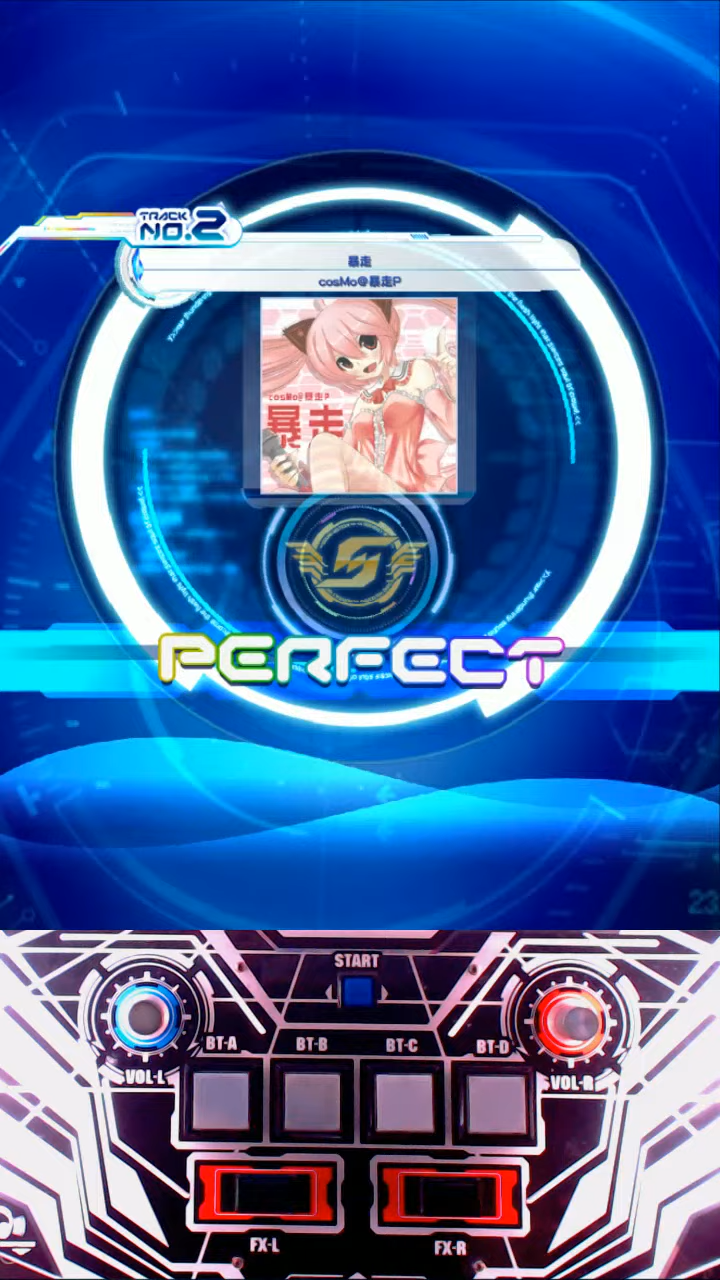 TRACK
NO.2
暴走
cosMo@暴走P
cosMo@暴走P
暴走
PERFECT
23
START
BT-A
BT-B
BT-C
BT-D
VOL-L
VOL-R
FX-L
FX-R